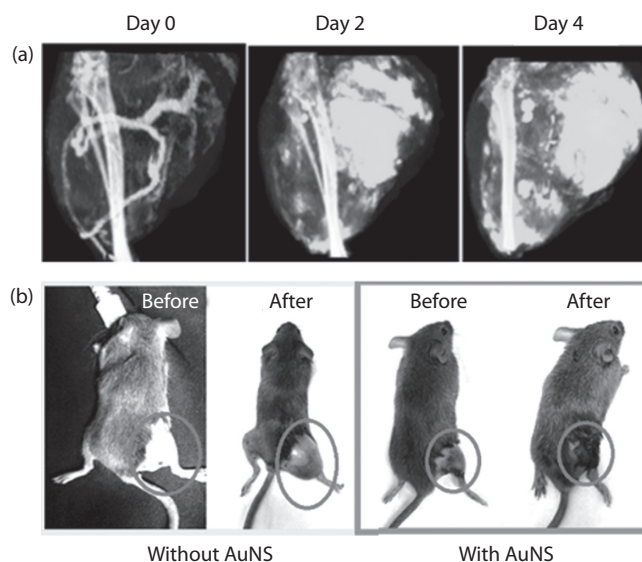 Day 0 Day 2 Day 4
(a)
(b)
Before After Before After
Without AuNS With AuNS